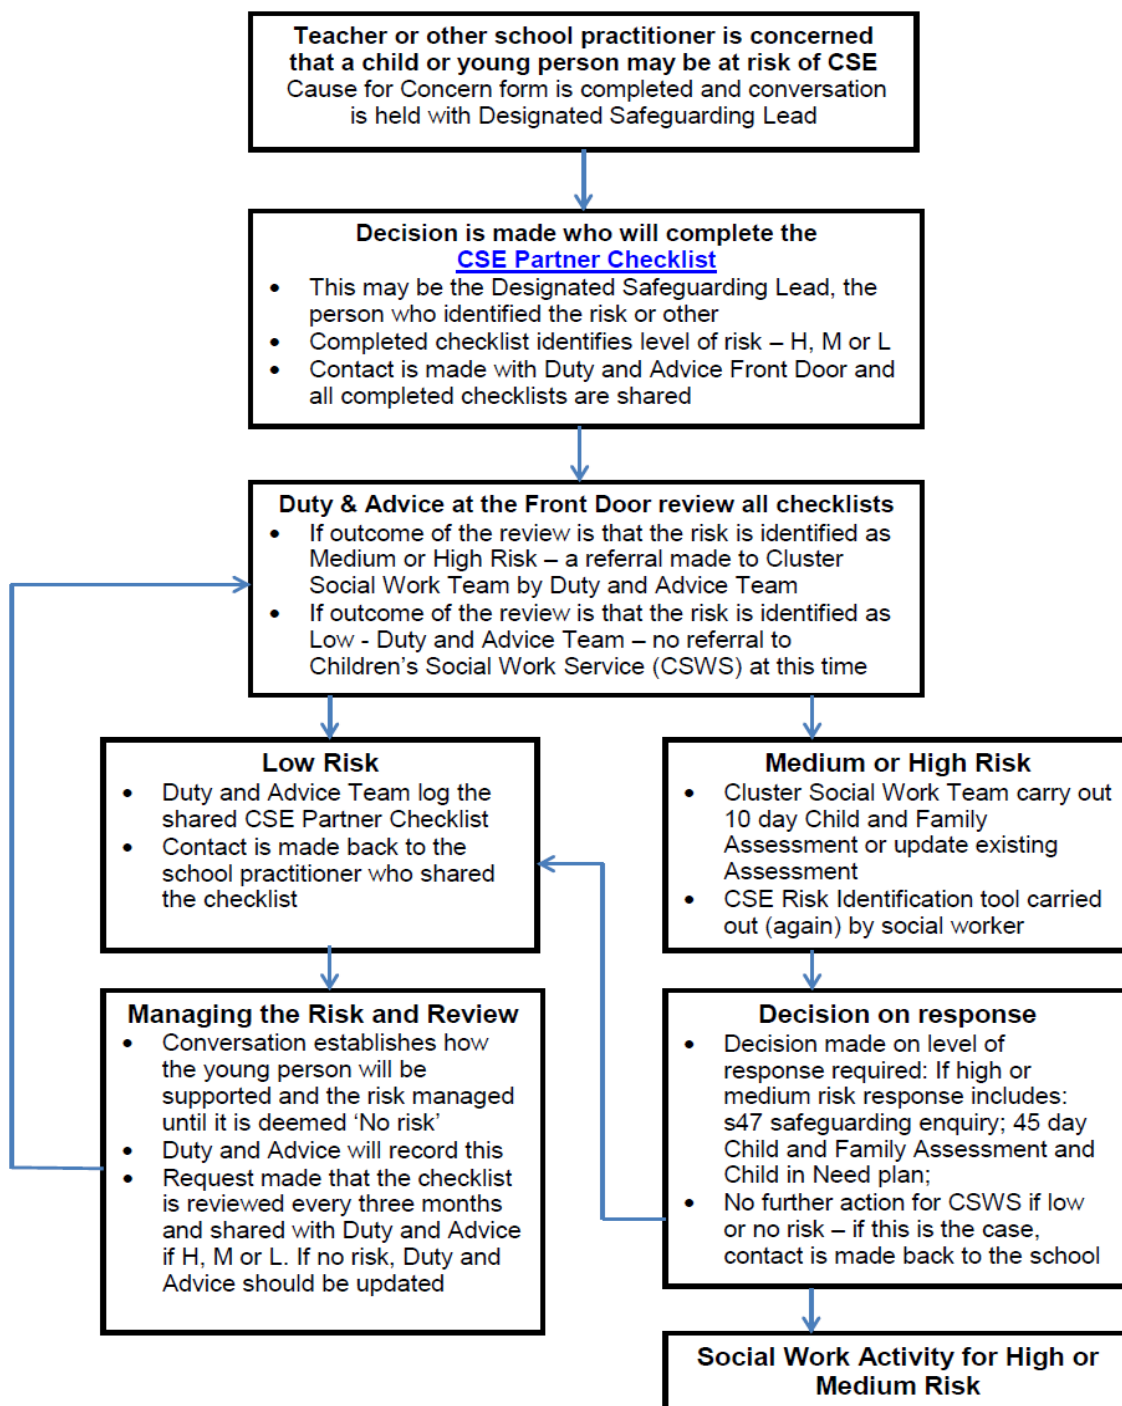 Teacher or other school practitioner is concerned
that a child or young person may be at risk of CSE
Cause for Concern form is completed and conversation
is held with Designated Safeguarding Lead
Decision is made who will complete the
CSE Partner Checklist
• This may be the Designated Safeguarding Lead, the
person who identified the risk or other
• Completed checklist identifies level of risk – H, M or L
• Contact is made with Duty and Advice Front Door and
all completed checklists are shared
Duty & Advice at the Front Door review all checklists
• If outcome of the review is that the risk is identified as
Medium or High Risk – a referral made to Cluster
Social Work Team by Duty and Advice Team
• If outcome of the review is that the risk is identified as
Low - Duty and Advice Team – no referral to
Children's Social Work Service (CSWS) at this time
Low Risk
• Duty and Advice Team log the
shared CSE Partner Checklist
• Contact is made back to the
school practitioner who shared
the checklist
Medium or High Risk
• Cluster Social Work Team carry out
10 day Child and Family
Assessment or update existing
Assessment
• CSE Risk Identification tool carried
out (again) by social worker
Managing the Risk and Review
• Conversation establishes how
the young person will be
supported and the risk managed
until it is deemed 'No risk'
• Duty and Advice will record this
• Request made that the checklist
is reviewed every three months
and shared with Duty and Advice
if H, M or L. If no risk, Duty and
Advice should be updated
Decision on response
• Decision made on level of
response required: If high or
medium risk response includes:
s47 safeguarding enquiry; 45 day
Child and Family Assessment and
Child in Need plan;
• No further action for CSWS if low
or no risk – if this is the case,
contact is made back to the school
Social Work Activity for High or
Medium Risk